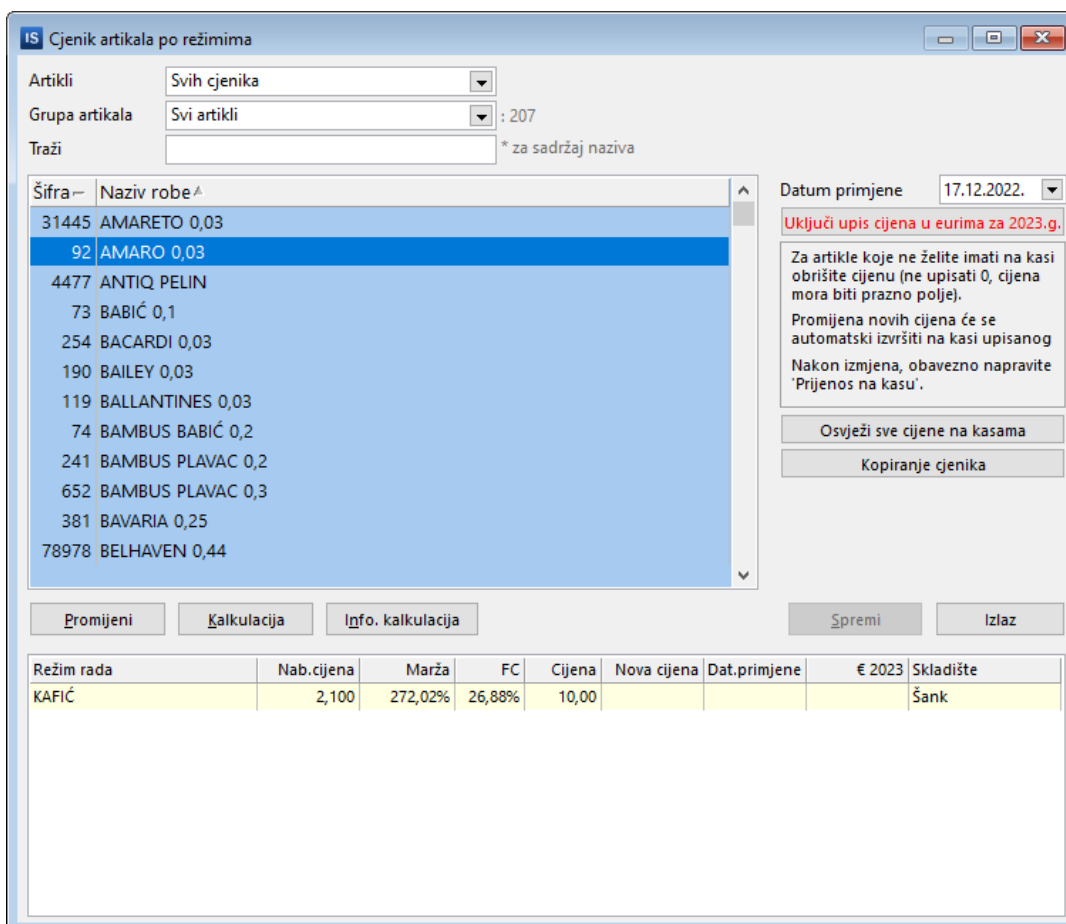 IS Cjenik artikala po režimima
Artikli Svih cjenika
Grupa artikala Svi artikli : 207
Traži * za sadržaj naziva
Šifra Naziv robe
31445 AMARETO 0,03
92 AMARO 0,03
4477 ANTIQ PELIN
73 BABIĆ 0,1
254 BACARDI 0,03
190 BAILEY 0,03
119 BALLANTINES 0,03
74 BAMBUS BABIĆ 0,2
241 BAMBUS PLAVAC 0,2
652 BAMBUS PLAVAC 0,3
381 BAVARIA 0,25
78978 BELHAVEN 0,44
Datum primjene 17.12.2022.
Uključi upis cijena u eurima za 2023.g.
Za artikle koje ne želite imati na kasi
obrišite cijenu (ne upisati 0, cijena
mora biti prazno polje).
Promijena novih cijena će se
automatski izvršiti na kasi upisanog
Nakon izmjena, obavezno napravite
'Prijenos na kasu'.
Osvježi sve cijene na kasama
Kopiranje cjenika
Promijeni Kalkulacija Info. kalkulacija Spremi Izlaz
Režim rada Nab.cijena Marža FC Cijena Nova cijena Dat.primjene € 2023 Skladište
KAFIĆ 2,100 272,02% 26,88% 10,00 Šank